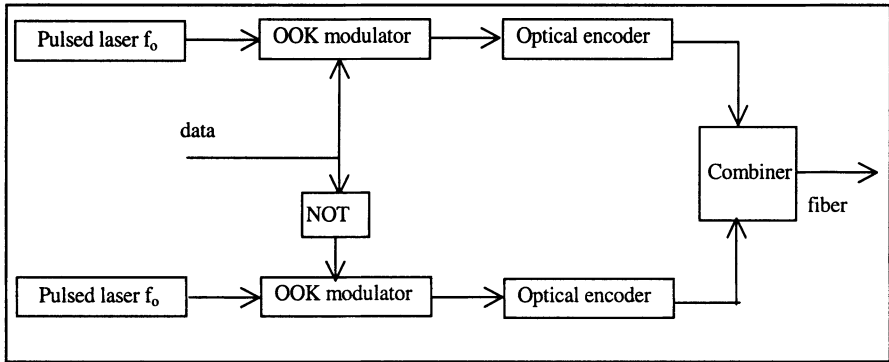 Pulsed laser fo
OOK modulator
Optical encoder
data
Combiner
fiber
NOT
Pulsed laser fo
OOK modulator
Optical encoder